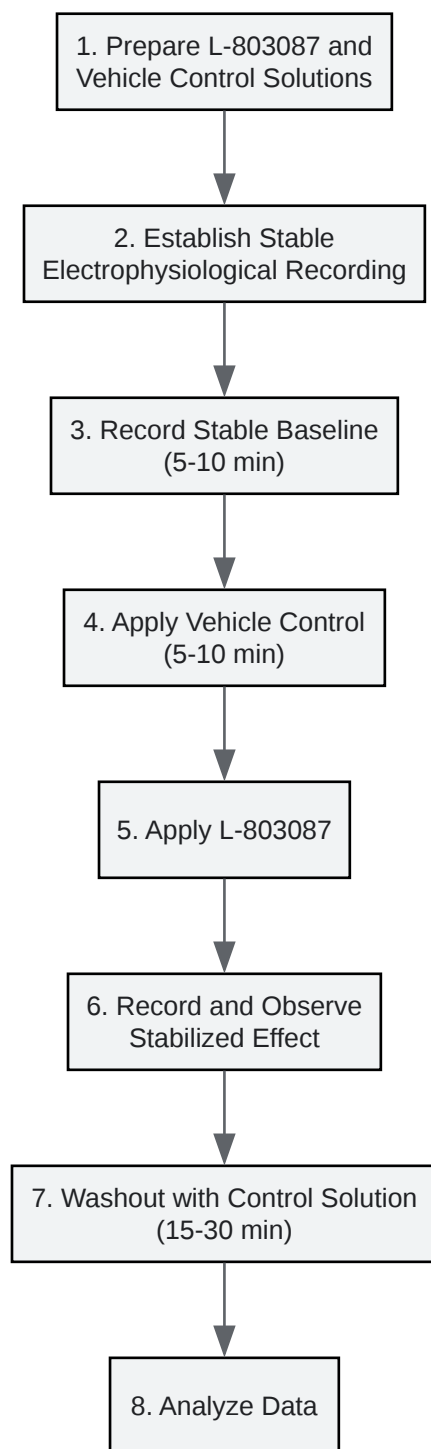 1. Prepare L-803087 and
Vehicle Control Solutions
2. Establish Stable
Electrophysiological Recording
3. Record Stable Baseline
(5-10 min)
4. Apply Vehicle Control
(5-10 min)
5. Apply L-803087
6. Record and Observe
Stabilized Effect
7. Washout with Control Solution
(15-30 min)
8. Analyze Data